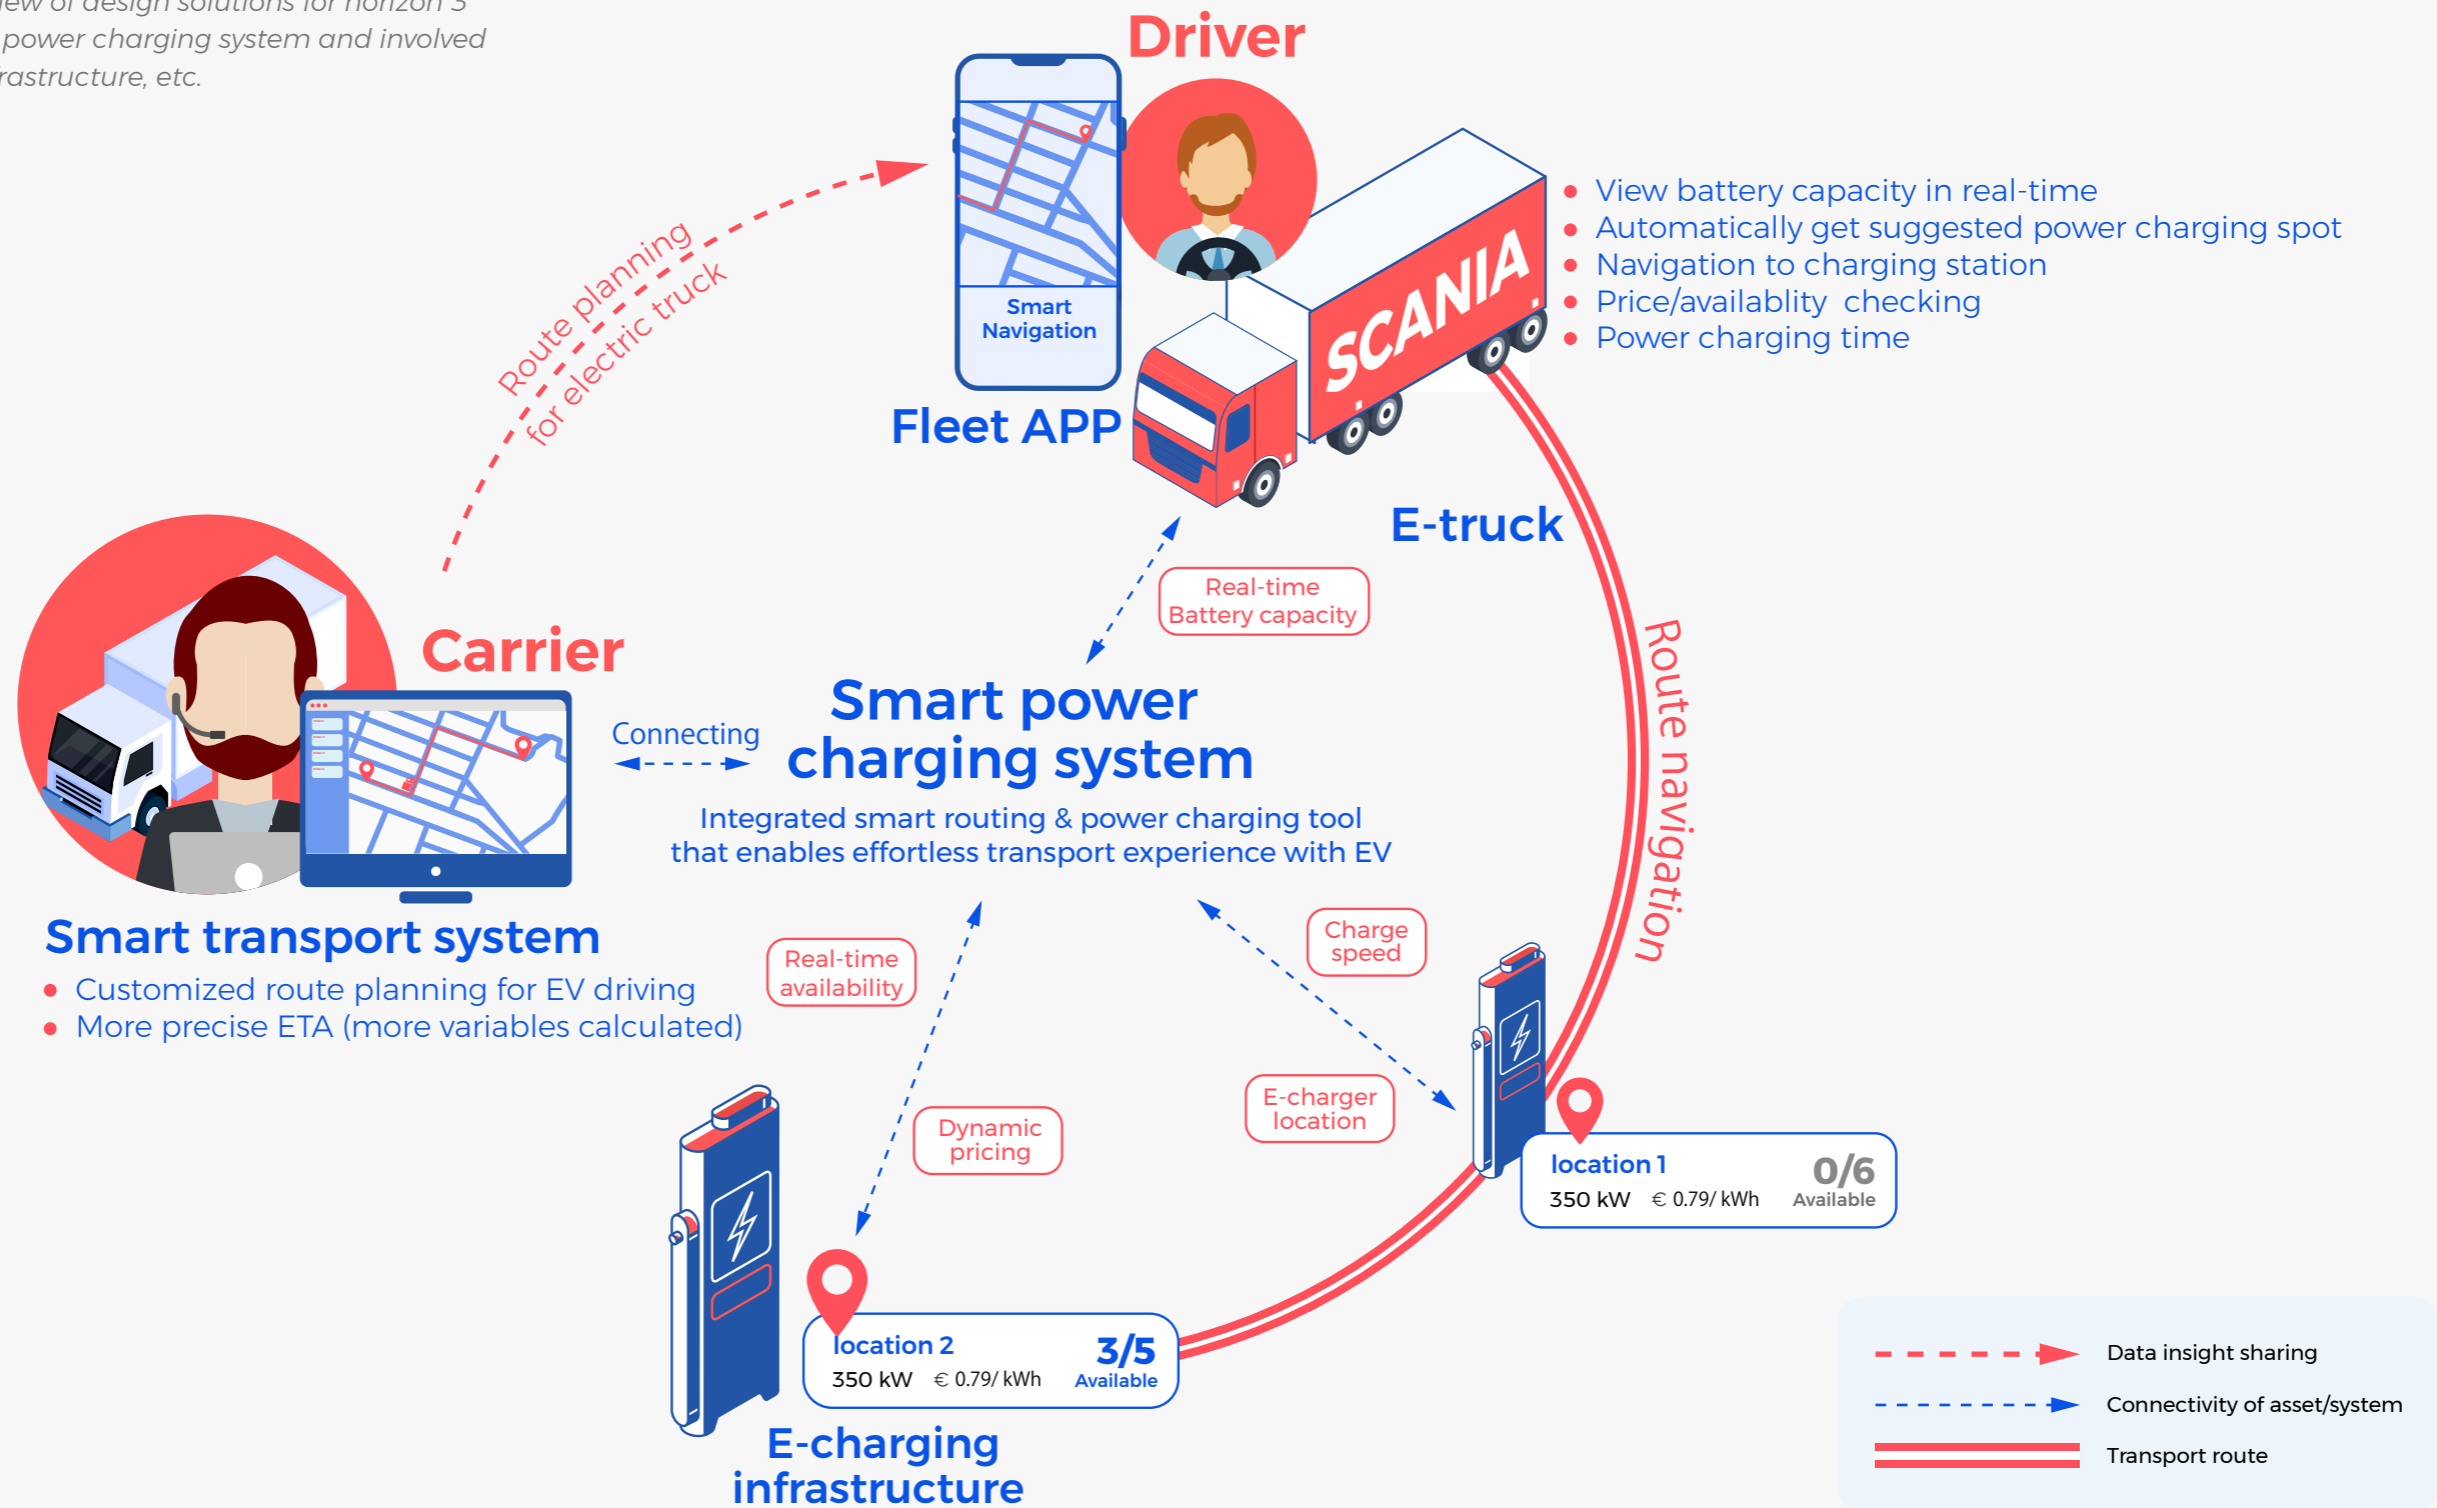 of design solutions for horizon 3
power charging system and involved
etc.
Driver
Smart
Navigation
Fleet APP
SCANIA
E-truck
• View battery capacity in real-time
• Automatically get suggested power charging spot
• Navigation to charging station
• Price/availablity checking
• Power charging time
Route planning
for electric truck
Real-time
Battery capacity
Carrier
Connecting
Smart power
charging system
Integrated smart routing & power charging tool
that enables effortless transport experience with EV
Route navigation
Smart transport system
• Customized route planning for EV driving
• More precise ETA (more variables calculated)
Real-time
availability
Charge
speed
Dynamic
pricing
E-charger
location
location 1
0/6
350 kW € 0.79/ kWh Available
location 2
3/5
350 kW € 0.79/ kWh Available
E-charging
infrastructure
Data insight sharing
Connectivity of asset/system
Transport route